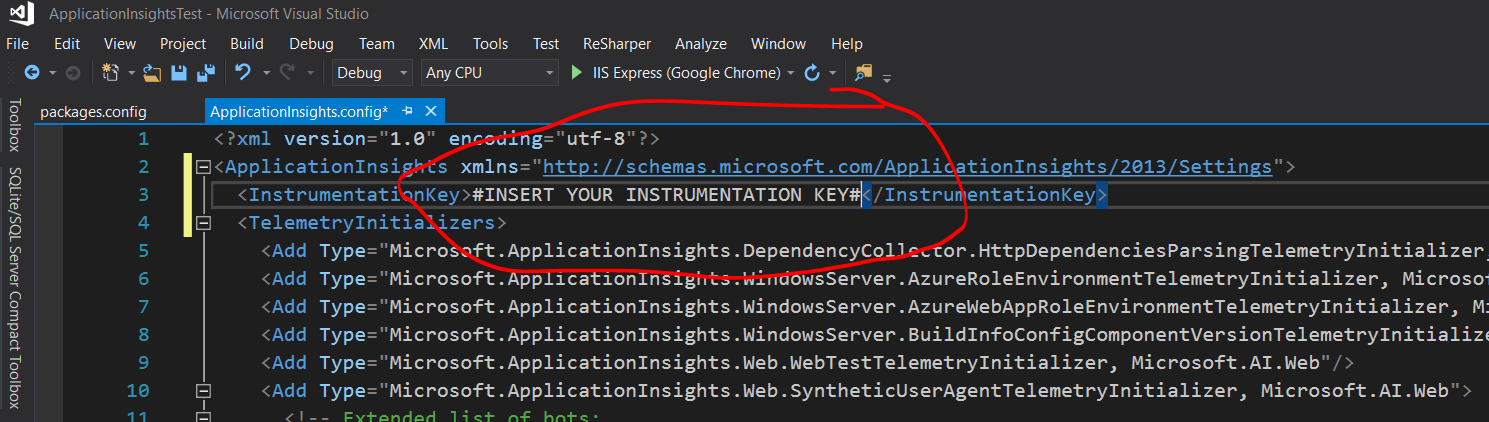 ApplicationInsightsTest - Microsoft Visual Studio
File Edit View Project Build Debug Team XML Tools Test ReSharper Analyze Window Help
Debug Any CPU IIS Express (Google Chrome)
Toolbox
SQLite/SQL Server Compact Toolbox
packages.config ApplicationInsights.config*
1 <?xml version="1.0" encoding="utf-8"?>
2 <ApplicationInsights xmlns="http://schemas.microsoft.com/ApplicationInsights/2013/Settings">
3 <InstrumentationKey>#INSERT YOUR INSTRUMENTATION KEY#</InstrumentationKey>
4 <TelemetryInitializers>
5 <Add Type="Microsoft.ApplicationInsights.DependencyCollector.HttpDependenciesParsingTelemetryInitializer,
6 <Add Type="Microsoft.ApplicationInsights.WindowsServer.AzureRoleEnvironmentTelemetryInitializer, Microso
7 <Add Type="Microsoft.ApplicationInsights.WindowsServer.AzureWebAppRoleEnvironmentTelemetryInitializer, Mi
8 <Add Type="Microsoft.ApplicationInsights.WindowsServer.BuildInfoConfigComponentVersionTelemetryInitialize
9 <Add Type="Microsoft.ApplicationInsights.Web.WebTestTelemetryInitializer, Microsoft.AI.Web"/>
10 <Add Type="Microsoft.ApplicationInsights.Web.SyntheticUserAgentTelemetryInitializer, Microsoft.AI.Web">
11 <!-- Extended list of bots: